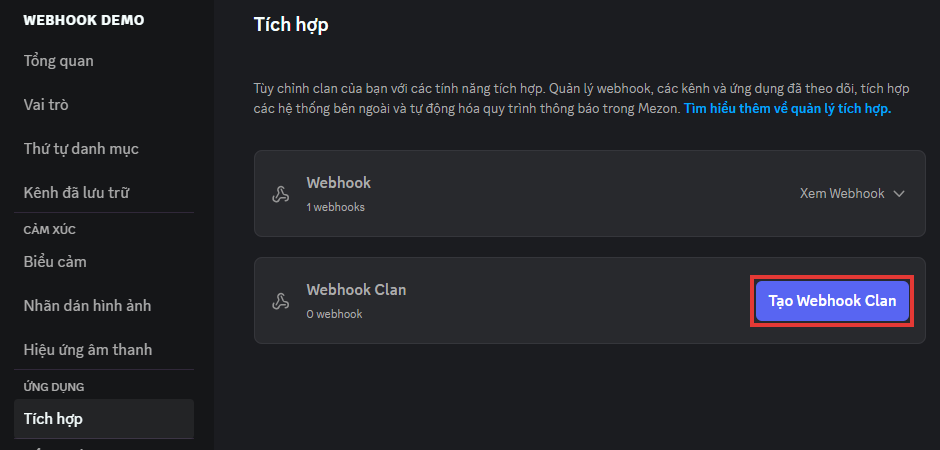 WEBHOOK DEMO
Tổng quan
Vai trò
Thứ tự danh mục
Kênh đã lưu trữ
CẢM XÚC
Biểu cảm
Nhãn dán hình ảnh
Hiệu ứng âm thanh
ỨNG DỤNG
Tích hợp
Tích hợp
Tùy chỉnh clan của bạn với các tính năng tích hợp. Quản lý webhook, các kênh và ứng dụng đã theo dõi, tích hợp
các hệ thống bên ngoài và tự động hóa quy trình thông báo trong Mezon. Tìm hiểu thêm về quản lý tích hợp.
Webhook
1 webhooks
Xem Webhook
Webhook Clan
0 webhook
Tạo Webhook Clan